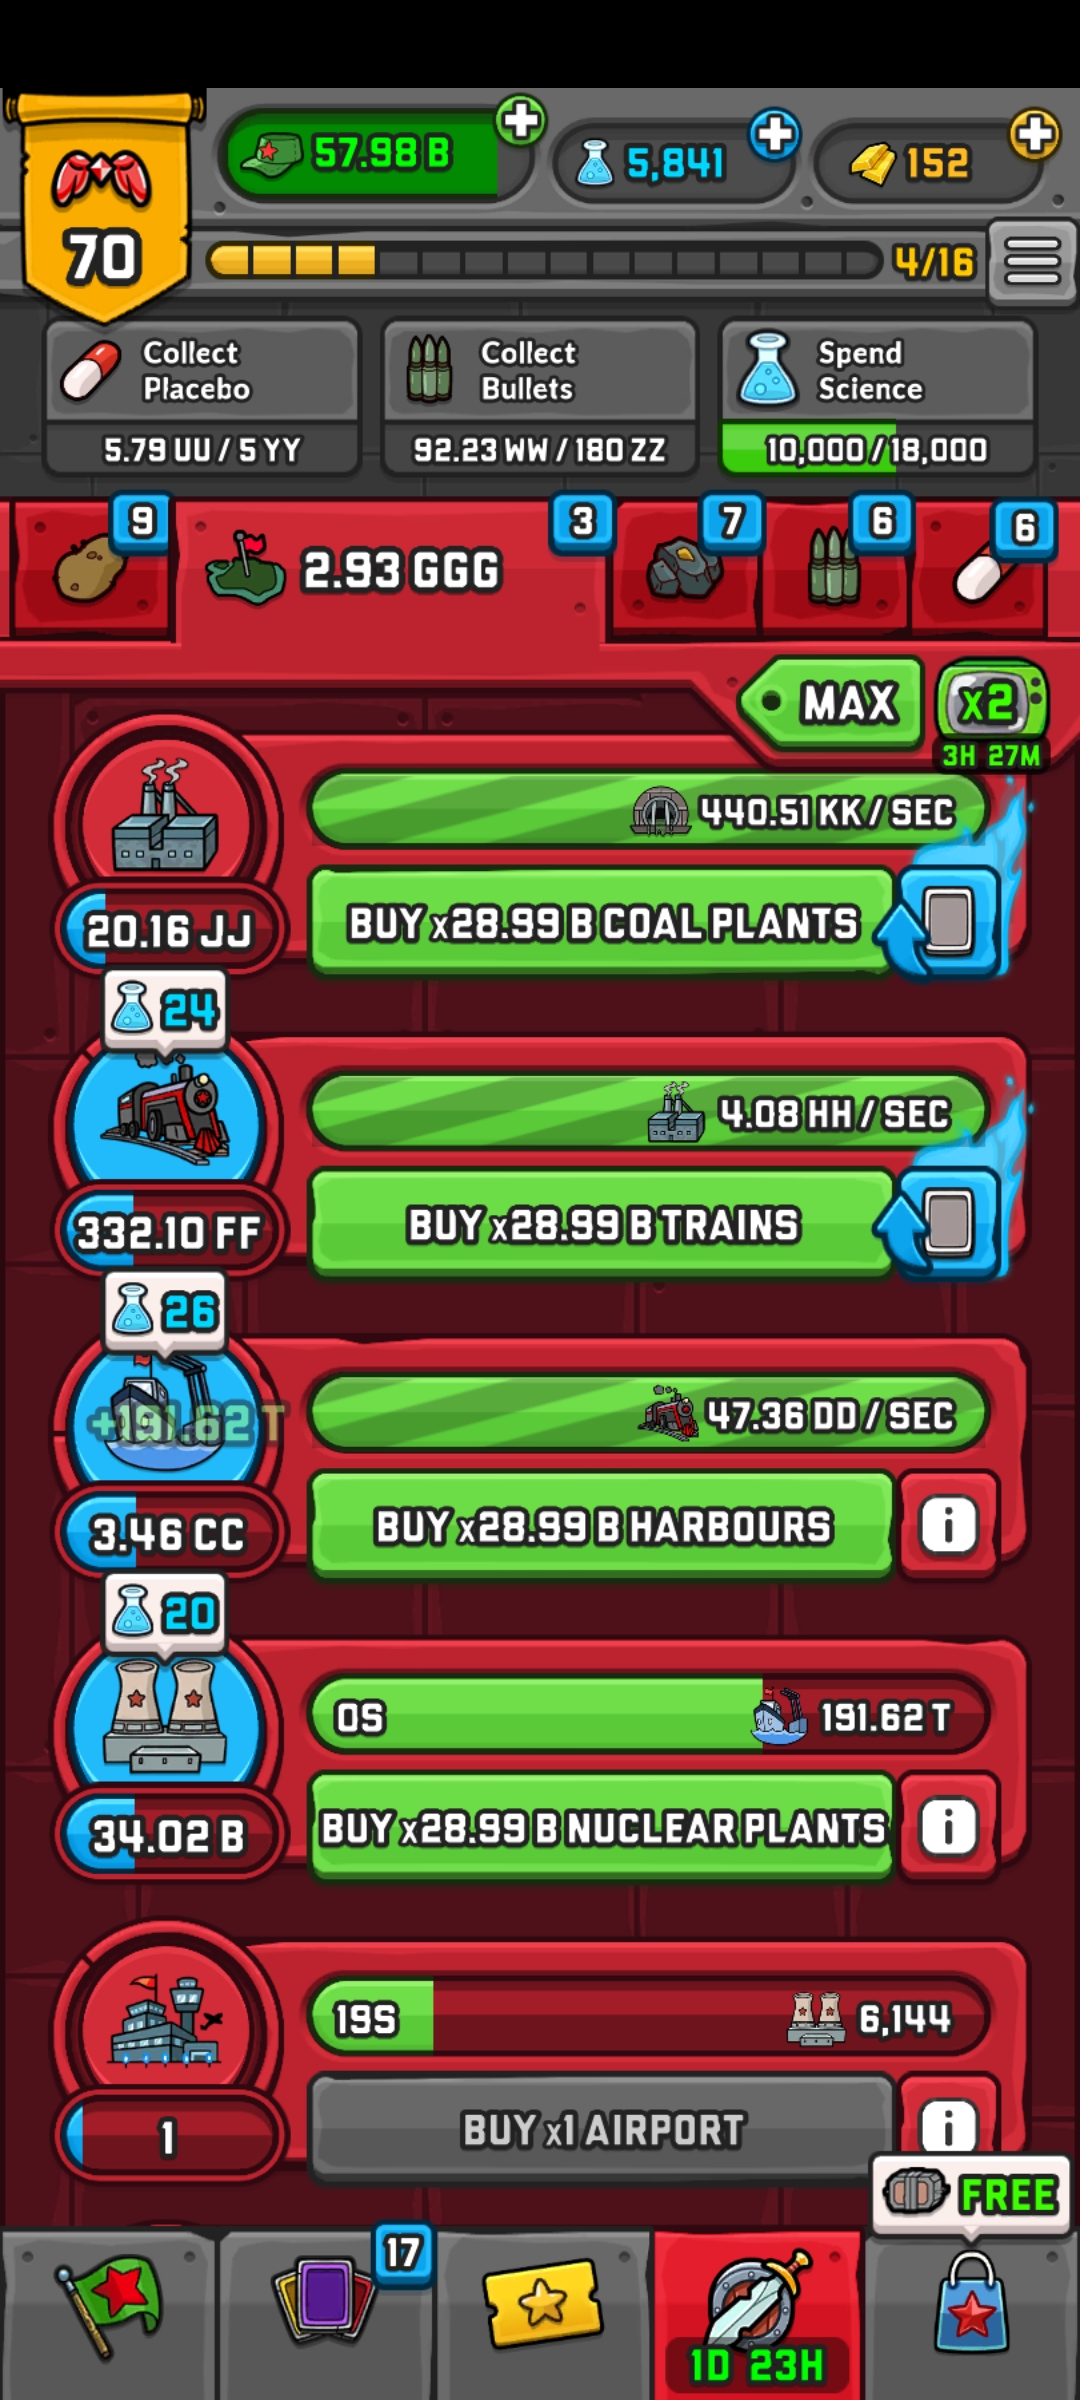 57.98 B
5,841
152
70
4/16
Collect
Placebo
5.79 UU / 5 YY
Collect
Bullets
92.23 WW / 180 ZZ
Spend
Science
10,000 / 18,000
9
2.93 GGG
3
7
6
6
MAX
x2
3H 27M
440.51 KK / SEC
20.16 JJ
BUY x28.99 B COAL PLANTS
24
4.08 HH / SEC
332.10 FF
BUY x28.99 B TRAINS
26
+191.62 T
47.36 DD / SEC
3.46 CC
BUY x28.99 B HARBOURS
i
20
0S
191.62 T
34.02 B
BUY x28.99 B NUCLEAR PLANTS
i
19S
6,144
1
BUY x1 AIRPORT
i
FREE
17
1D 23H